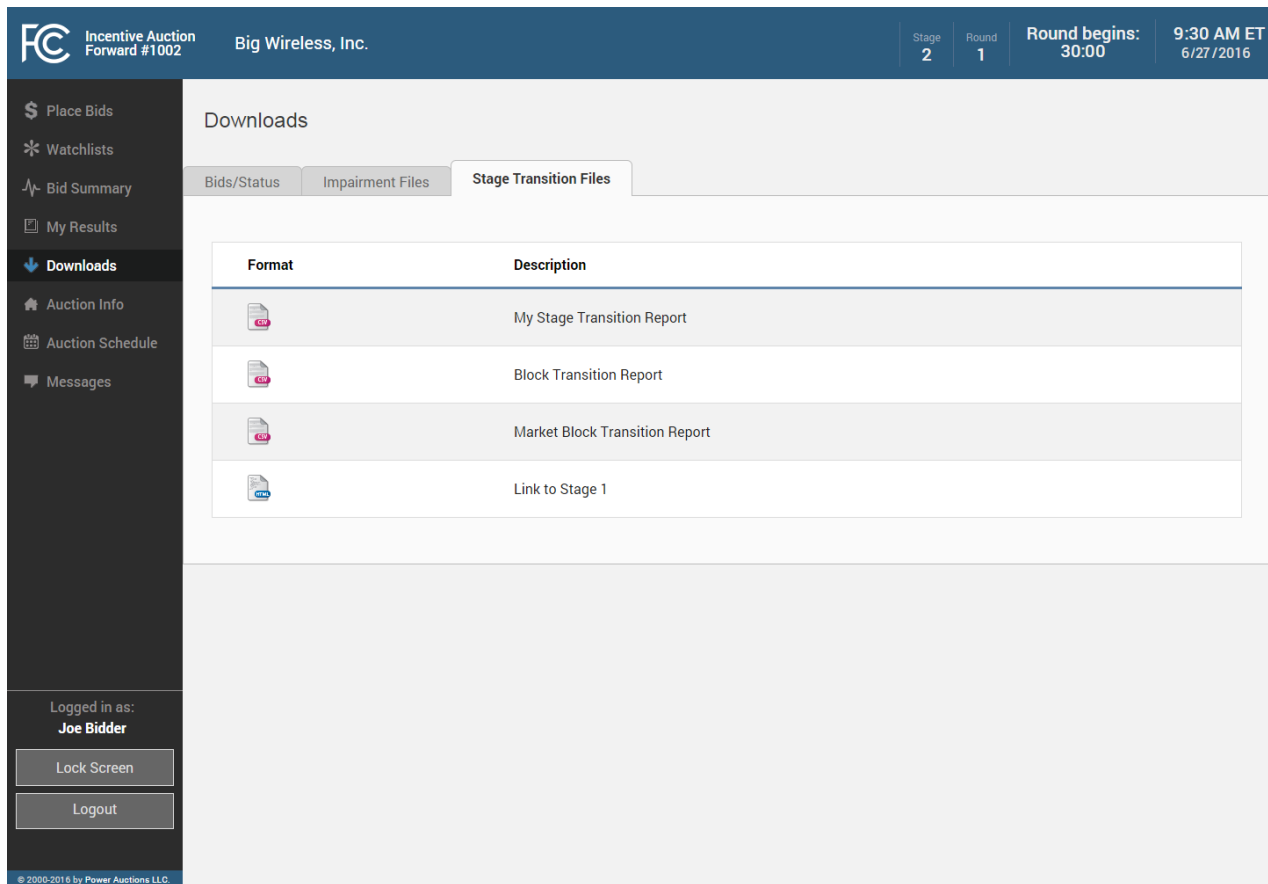 FCC Incentive Auction
Forward #1002
Big Wireless, Inc.
Stage
2
Round
1
Round begins:
30:00
9:30 AM ET
6/27/2016
$ Place Bids
Watchlists
Bid Summary
My Results
Downloads
Auction Info
Auction Schedule
Messages
Logged in as:
Joe Bidder
Lock Screen
Logout
© 2000-2016 by Power Auctions LLC.
Downloads
Bids/Status Impairment Files Stage Transition Files
Format Description
CSV My Stage Transition Report
CSV Block Transition Report
CSV Market Block Transition Report
HTML Link to Stage 1